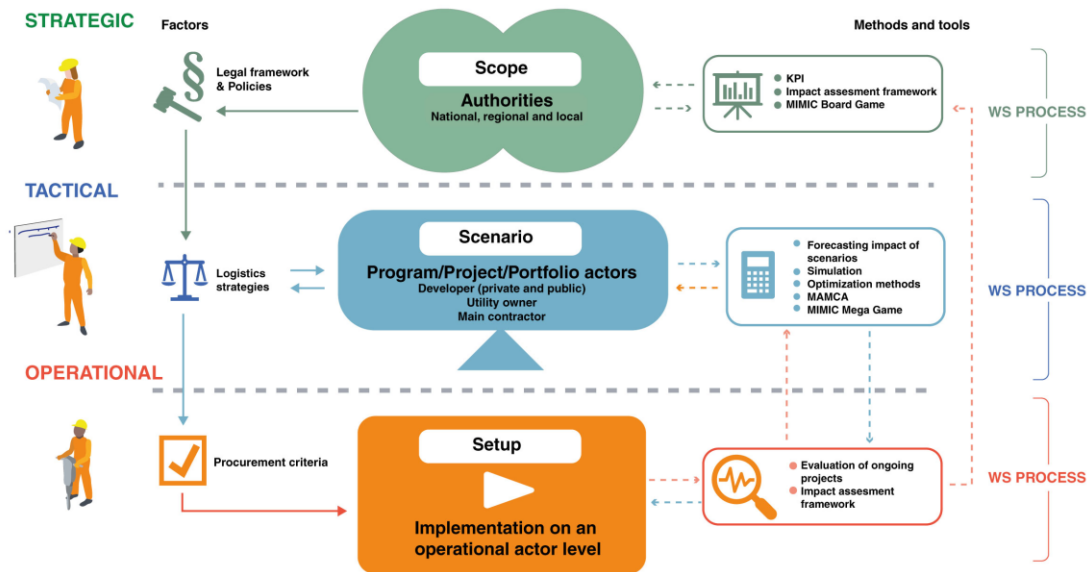 STRATEGIC
Factors
Methods and tools
§
Legal framework
& Policies
Scope
Authorities
National, regional and local
KPI
Impact assesment framework
MIMIC Board Game
WS PROCESS
TACTICAL
Logistics
strategies
Scenario
Program/Project/Portfolio actors
Developer (private and public)
Utility owner
Main contractor
Forecasting impact of
scenarios
Simulation
Optimization methods
MAMCA
MIMIC Mega Game
WS PROCESS
OPERATIONAL
Procurement criteria
Setup
Implementation on an
operational actor level
Evaluation of ongoing
projects
Impact assesment
framework
WS PROCESS